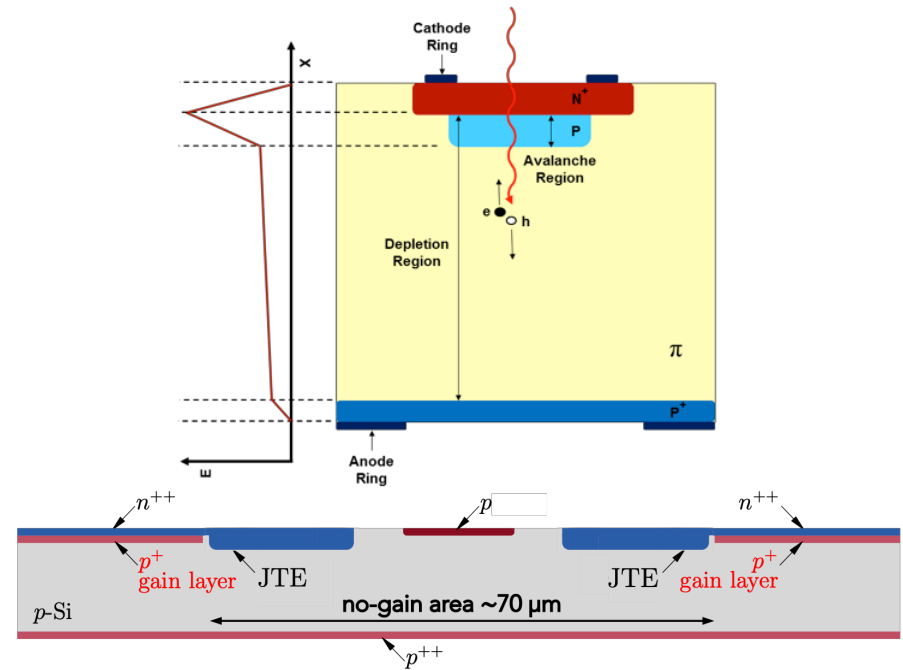 Cathode
Ring
X
N+
P
Avalanche
Region
e
h
Depletion
Region
π
P+
E
Anode
Ring
n++
p
n++
p+
gain layer
JTE
JTE
p+
gain layer
p-Si
no-gain area ~70 µm
p++